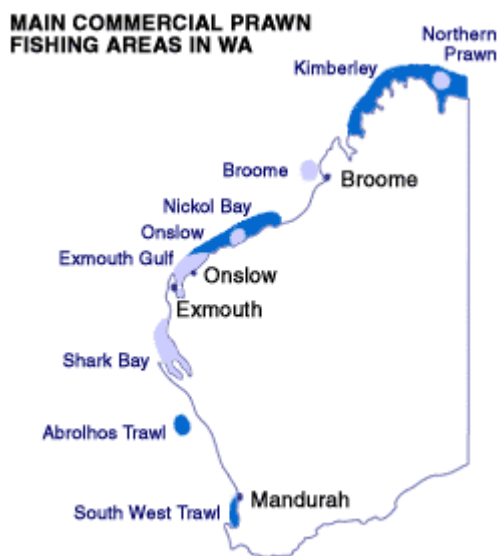 MAIN COMMERCIAL PRAWN
FISHING AREAS IN WA
Northern
Prawn
Kimberley
Broome
Broome
Nickol Bay
Onslow
Exmouth Gulf
Onslow
Exmouth
Shark Bay
Abrolhos Trawl
Mandurah
South West Trawl